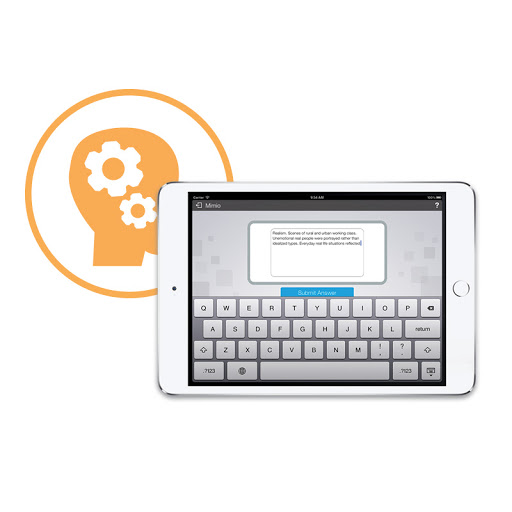 Carrier 9:54 AM 100%
Mimio ?
Realism. Scenes of rural and urban working class.
Unemotional real people were portrayed rather than
idealized types. Everyday real life situations reflected
Submit Answer
Q W E R T Y U I O P
A S D F G H J K L return
Z X C V B N M ! , ? .
.?123 .?123